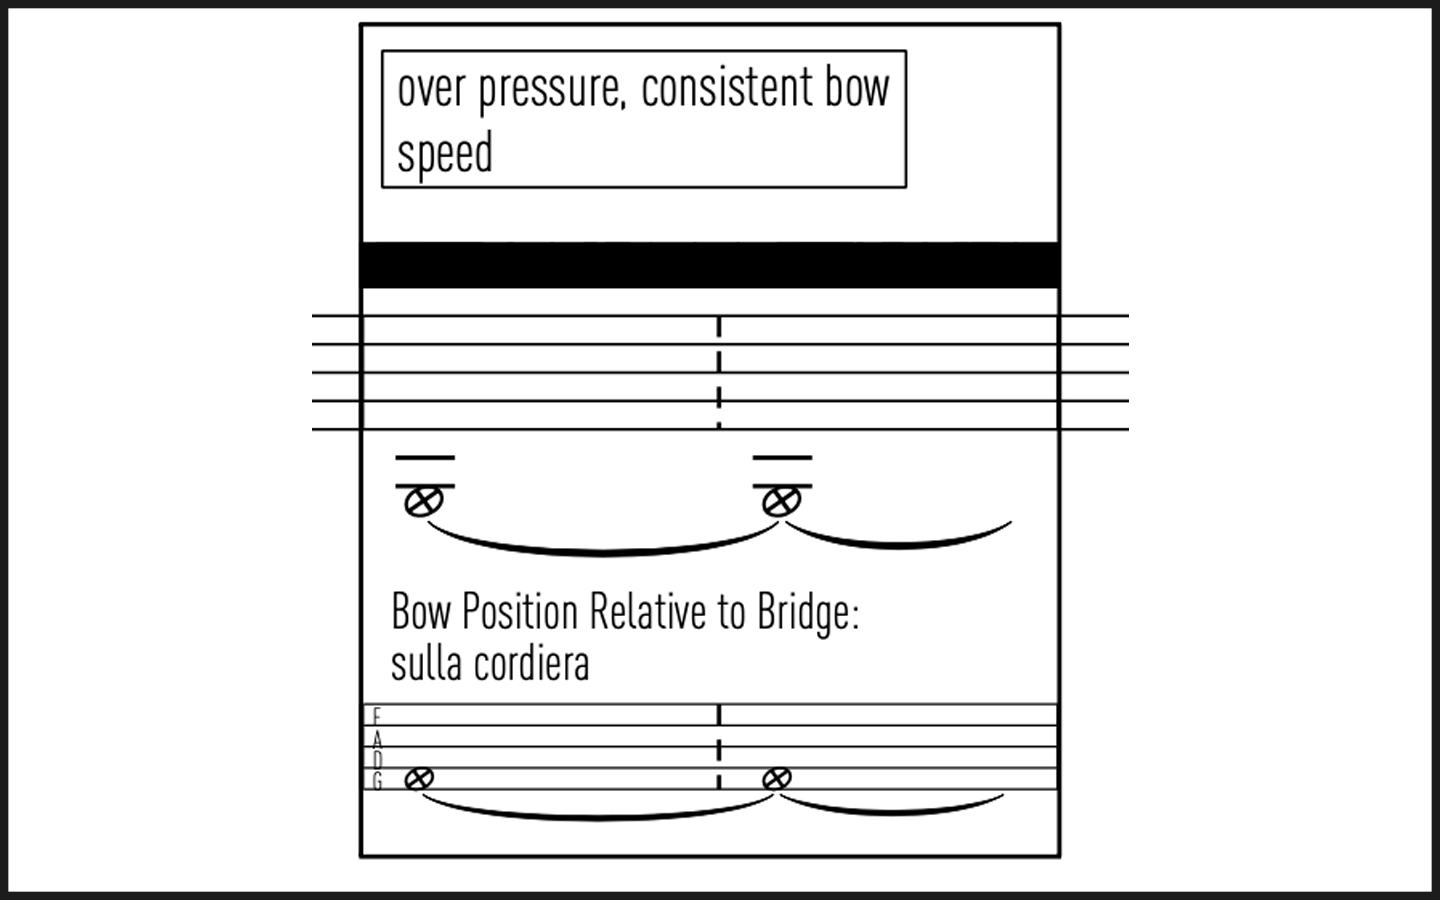 over pressure, consistent bow
speed
Bow Position Relative to Bridge:
sulla cordiera
E
A
D
G